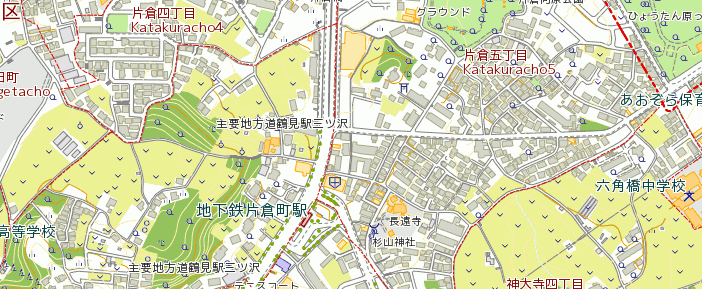 区
片倉四丁目
Katakuracho4
グラウンド
ひょうたん原っ
片倉五丁目
Katakuracho5
田町
getacho
あおぞら保育
主要地方道鶴見駅三ツ沢
六角橋中学校
地下鉄片倉町駅
長遠寺
高等学校
杉山神社
主要地方道鶴見駅三ツ沢
神大寺四丁目